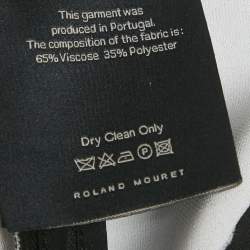 This garment was
produced in Portugal.
The composition of the fabric is :
65% Viscose 35% Polyester
Dry Clean Only
P
ROLAND MOURET